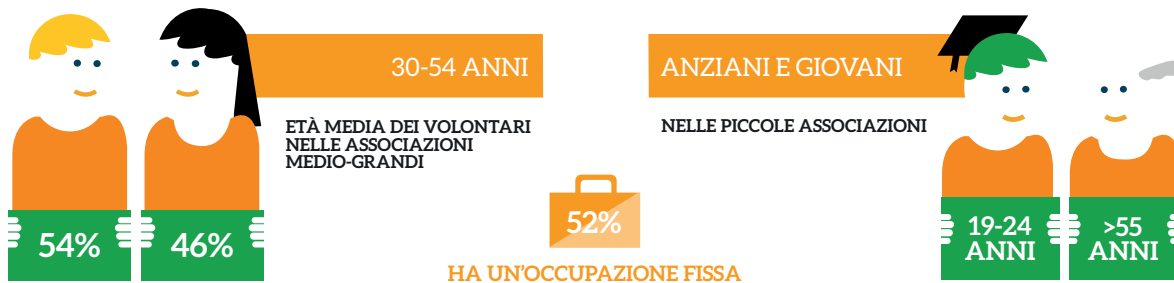 30-54 ANNI
ETÀ MEDIA DEI VOLONTARI
NELLE ASSOCIAZIONI
MEDIO-GRANDI
54%
46%
52%
HA UN'OCCUPAZIONE FISSA
ANZIANI E GIOVANI
NELLE PICCOLE ASSOCIAZIONI
19-24
ANNI
>55
ANNI